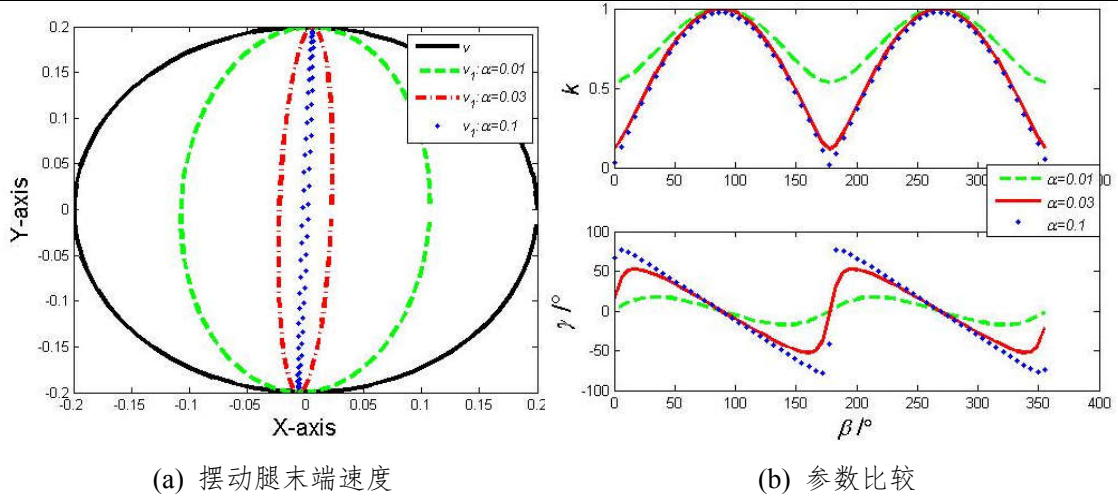 0.2
0.15
0.1
0.05
0
-0.05
-0.1
-0.15
-0.2
Y-axis
-0.2 -0.15 -0.1 -0.05 0 0.05 0.1 0.15 0.2
X-axis
v
v₁: α=0.01
v₁: α=0.03
v₁: α=0.1
(a) 摆动腿末端速度
1
0.5
0
k
0 50 100 150 200 250 300 350 400
α=0.01
α=0.03
α=0.1
100
50
0
-50
-100
γ /°
0 50 100 150 200 250 300 350 400
β /°
(b) 参数比较